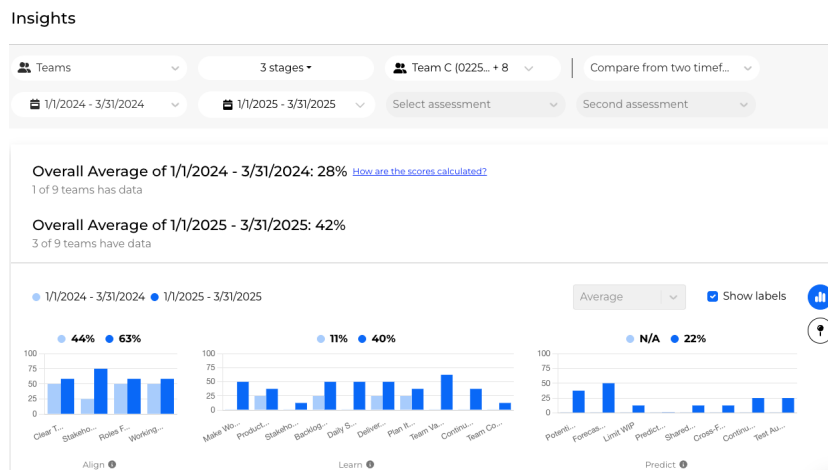 Insights
Teams
3 stages
Team C (0225... + 8
Compare from two timef...
1/1/2024 - 3/31/2024
1/1/2025 - 3/31/2025
Select assessment
Second assessment
Overall Average of 1/1/2024 - 3/31/2024: 28% How are the scores calculated?
1 of 9 teams has data
Overall Average of 1/1/2025 - 3/31/2025: 42%
3 of 9 teams have data
1/1/2024 - 3/31/2024 1/1/2025 - 3/31/2025
Average
Show labels
44% 63%
100
75
50
25
0
Clear T...
Stakeho...
Roles F...
Working...
Align
11% 40%
100
75
50
25
0
Make Wo...
Product...
Stakeho...
Backlog...
Daily S...
Deliver...
Plan It...
Team Va...
Continu...
Team Co...
Learn
N/A 22%
100
75
50
25
0
Potenti...
Forecas...
Limit WIP
Predict...
Shared...
Cross-F...
Continu...
Test Au...
Predict